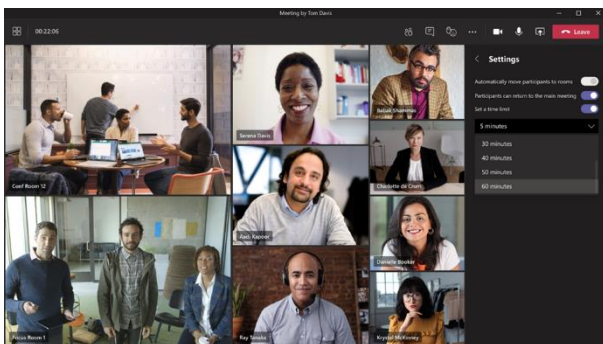 Meeting by Tom Davis
00:22:06
Leave
Settings
Automatically move participants to rooms
Participants can return to the main meeting
Set a time limit
5 minutes
30 minutes
40 minutes
50 minutes
60 minutes
Conf Room 12
Serena Davis
Babak Shammas
Charlotte de Crum
Aadi Kapoor
Danielle Booker
Focus Room 1
Ray Tanaka
Krystal McKinney